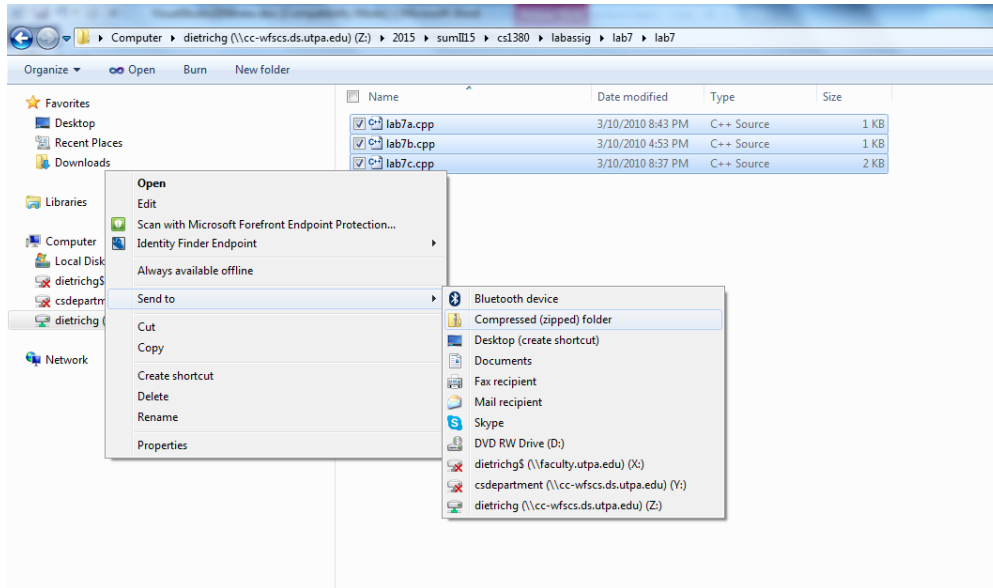 Computer ▸ dietrichg (\\cc-wfscs.ds.utpa.edu) (Z:) ▸ 2015 ▸ sumII15 ▸ cs1380 ▸ labassig ▸ lab7 ▸ lab7
Organize Open Burn New folder
Name Date modified Type Size
Favorites
Desktop
Recent Places
Downloads
Libraries
Computer
Local Disk
dietrichg$
csdepartm
dietrichg (
Network
lab7a.cpp 3/10/2010 8:43 PM C++ Source 1 KB
lab7b.cpp 3/10/2010 4:53 PM C++ Source 1 KB
lab7c.cpp 3/10/2010 8:37 PM C++ Source 2 KB
Open
Edit
Scan with Microsoft Forefront Endpoint Protection...
Identity Finder Endpoint
Always available offline
Send to
Cut
Copy
Create shortcut
Delete
Rename
Properties
Bluetooth device
Compressed (zipped) folder
Desktop (create shortcut)
Documents
Fax recipient
Mail recipient
Skype
DVD RW Drive (D:)
dietrichg$ (\\faculty.utpa.edu) (X:)
csdepartment (\\cc-wfscs.ds.utpa.edu) (Y:)
dietrichg (\\cc-wfscs.ds.utpa.edu) (Z:)